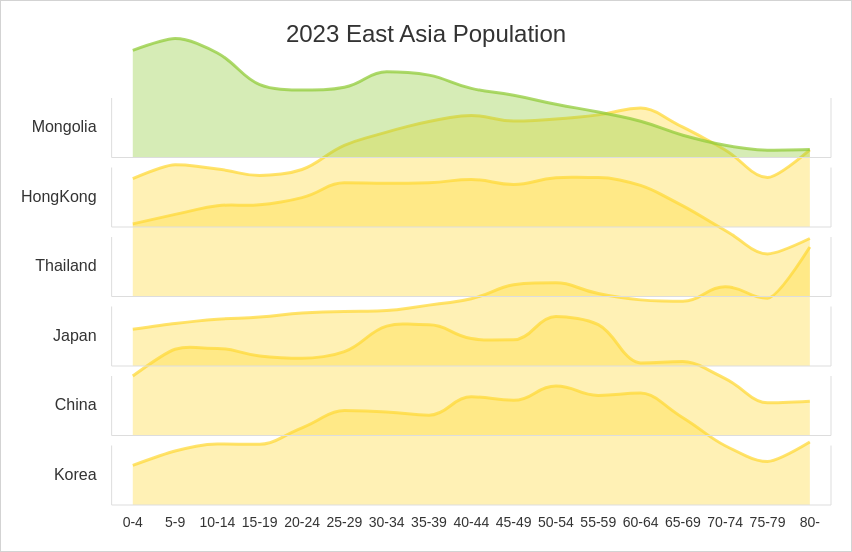 2023 East Asia Population
Mongolia
HongKong
Thailand
Japan
China
Korea
0-4 5-9 10-14 15-19 20-24 25-29 30-34 35-39 40-44 45-49 50-54 55-59 60-64 65-69 70-74 75-79 80-